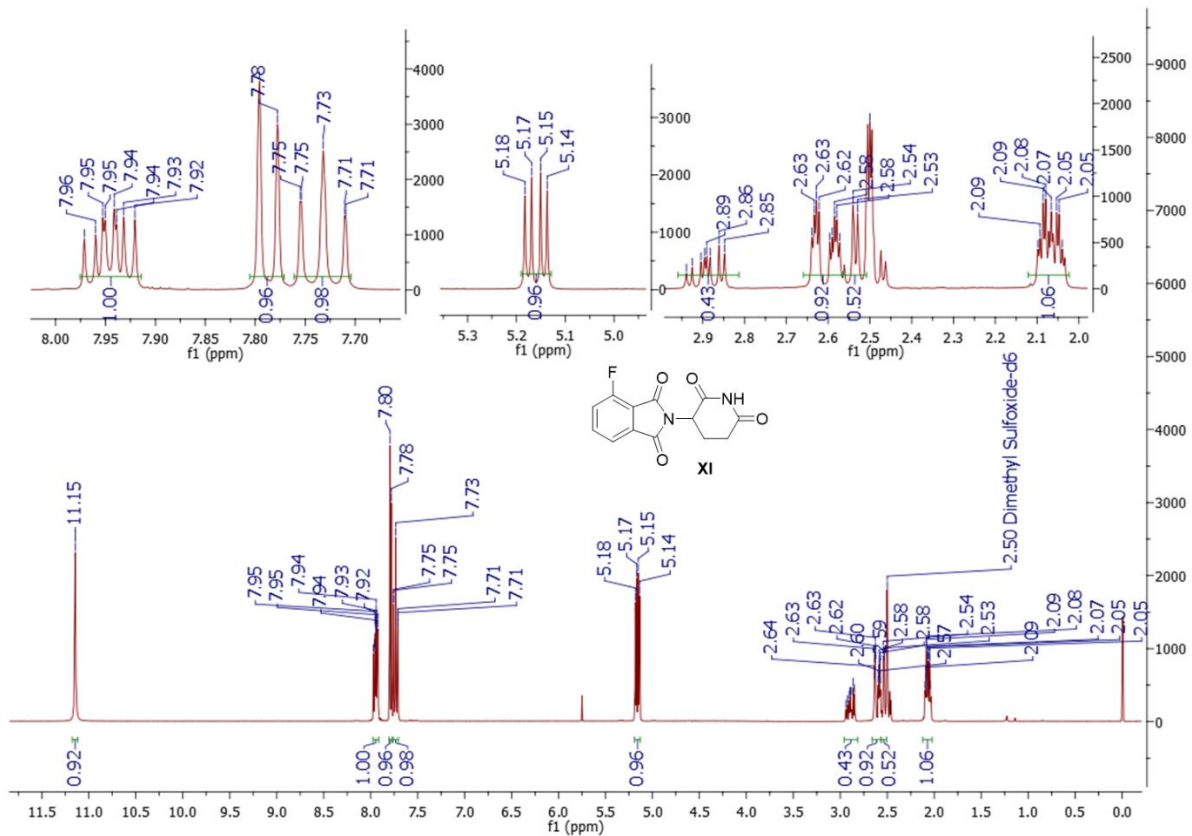 7.96 7.95 7.95 7.94 7.94 7.93 7.92
1.00
8.00 7.95 7.90 7.85 7.80 7.75 7.70
f1 (ppm)
7.78 7.75 7.75 7.73 7.71 7.71
0.96 0.98
4000
3000
2000
1000
0
5.18 5.17 5.15 5.14
0.96
5.3 5.2 5.1 5.0
f1 (ppm)
3000
2000
1000
0
2.89 2.86 2.85 2.63 2.63 2.62 2.58 2.58 2.54 2.53 2.09 2.09 2.08 2.07 2.05 2.05
0.43 0.92 0.52 1.06
2.9 2.8 2.7 2.6 2.5 2.4 2.3 2.2 2.1 2.0
f1 (ppm)
2500
2000
1500
1000
500
0
F
O
O
N
O
O
NH
O
XI
11.15
7.95 7.95 7.94 7.94 7.93 7.92 7.80 7.78 7.73 7.75 7.75 7.71 7.71
5.18 5.17 5.15 5.14
2.64 2.63 2.63 2.62 2.60 2.58 2.58 2.57 2.54 2.53
2.50 Dimethyl Sulfoxide-d6
2.09 2.09 2.08 2.07 2.05 2.05
0.92 1.00 0.96 0.98 0.96 0.43 0.92 0.52 1.06
11.5 11.0 10.5 10.0 9.5 9.0 8.5 8.0 7.5 7.0 6.5 6.0 5.5 5.0 4.5 4.0 3.5 3.0 2.5 2.0 1.5 1.0 0.5 0.0
f1 (ppm)
9000
8000
7000
6000
5000
4000
3000
2000
1000
0